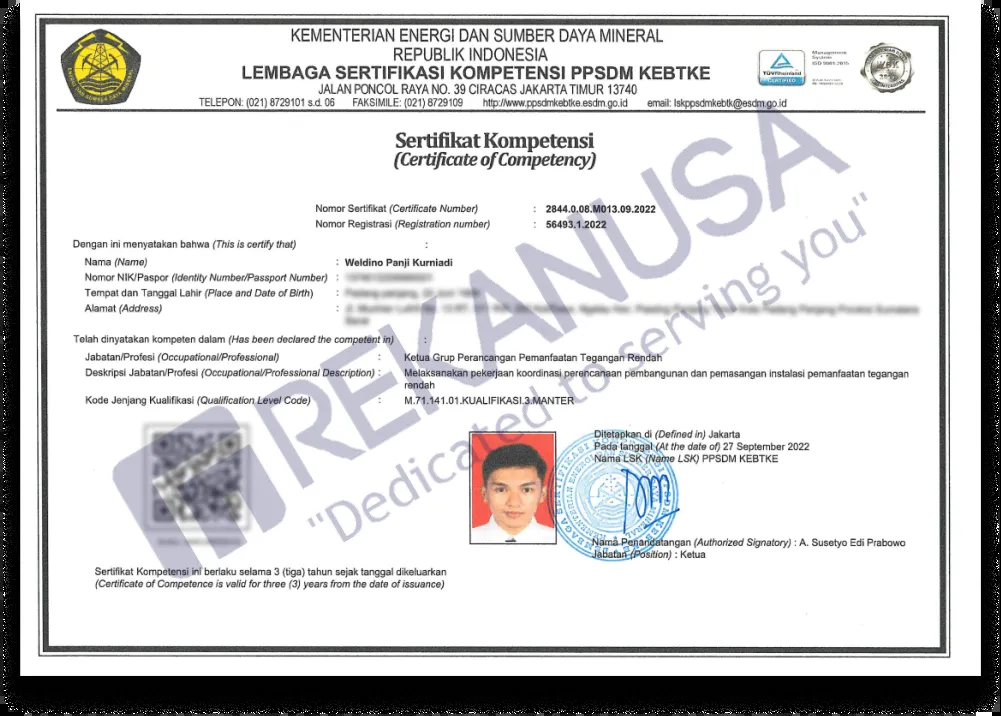 KEMENTERIAN ENERGI DAN SUMBER DAYA MINERAL
REPUBLIK INDONESIA
LEMBAGA SERTIFIKASI KOMPETENSI PPSDM KEBTKE
JALAN PONCOL RAYA NO. 39 CIRACAS JAKARTA TIMUR 13740
TELEPON: (021) 8729101 s.d. 06 FAKSIMILE: (021) 8729109 http://www.ppsdmkebtke.esdm.go.id email: lskppsdmkebtk@esdm.go.id
TÜVRheinland
CERTIFIED
Management
System
ISO 9001:2015
Sertifikat Kompetensi
(Certificate of Competency)
Nomor Sertifikat (Certificate Number) : 2844.0.08.M013.09.2022
Nomor Registrasi (Registration number) : 56493.1.2022
Dengan ini menyatakan bahwa (This is certify that) :
Nama (Name) : Weldino Panji Kurniadi
Nomor NIK/Paspor (Identity Number/Passport Number) :
Tempat dan Tanggal Lahir (Place and Date of Birth) :
Alamat (Address) :
Telah dinyatakan kompeten dalam (Has been declared the competent in) :
Jabatan/Profesi (Occupational/Professional) : Ketua Grup Perancangan Pemanfaatan Tegangan Rendah
Deskripsi Jabatan/Profesi (Occupational/Professional Description) : Melaksanakan pekerjaan koordinasi perencanaan pembangunan dan pemasangan instalasi pemanfaatan tegangan
rendah
Kode Jenjang Kualifikasi (Qualification Level Code) : M.71.141.01.KUALIFIKASI.3.MANTER
REKANUSA
"Dedicated to serving you"
Ditetapkan di (Defined in) Jakarta
Pada tanggal (At the date of) 27 September 2022
Nama LSK (Name LSK) PPSDM KEBTKE
Nama Penandatangan (Authorized Signatory) : A. Susetyo Edi Prabowo
Jabatan (Position) : Ketua
Sertifikat Kompetensi ini berlaku selama 3 (tiga) tahun sejak tanggal dikeluarkan
(Certificate of Competence is valid for three (3) years from the date of issuance)